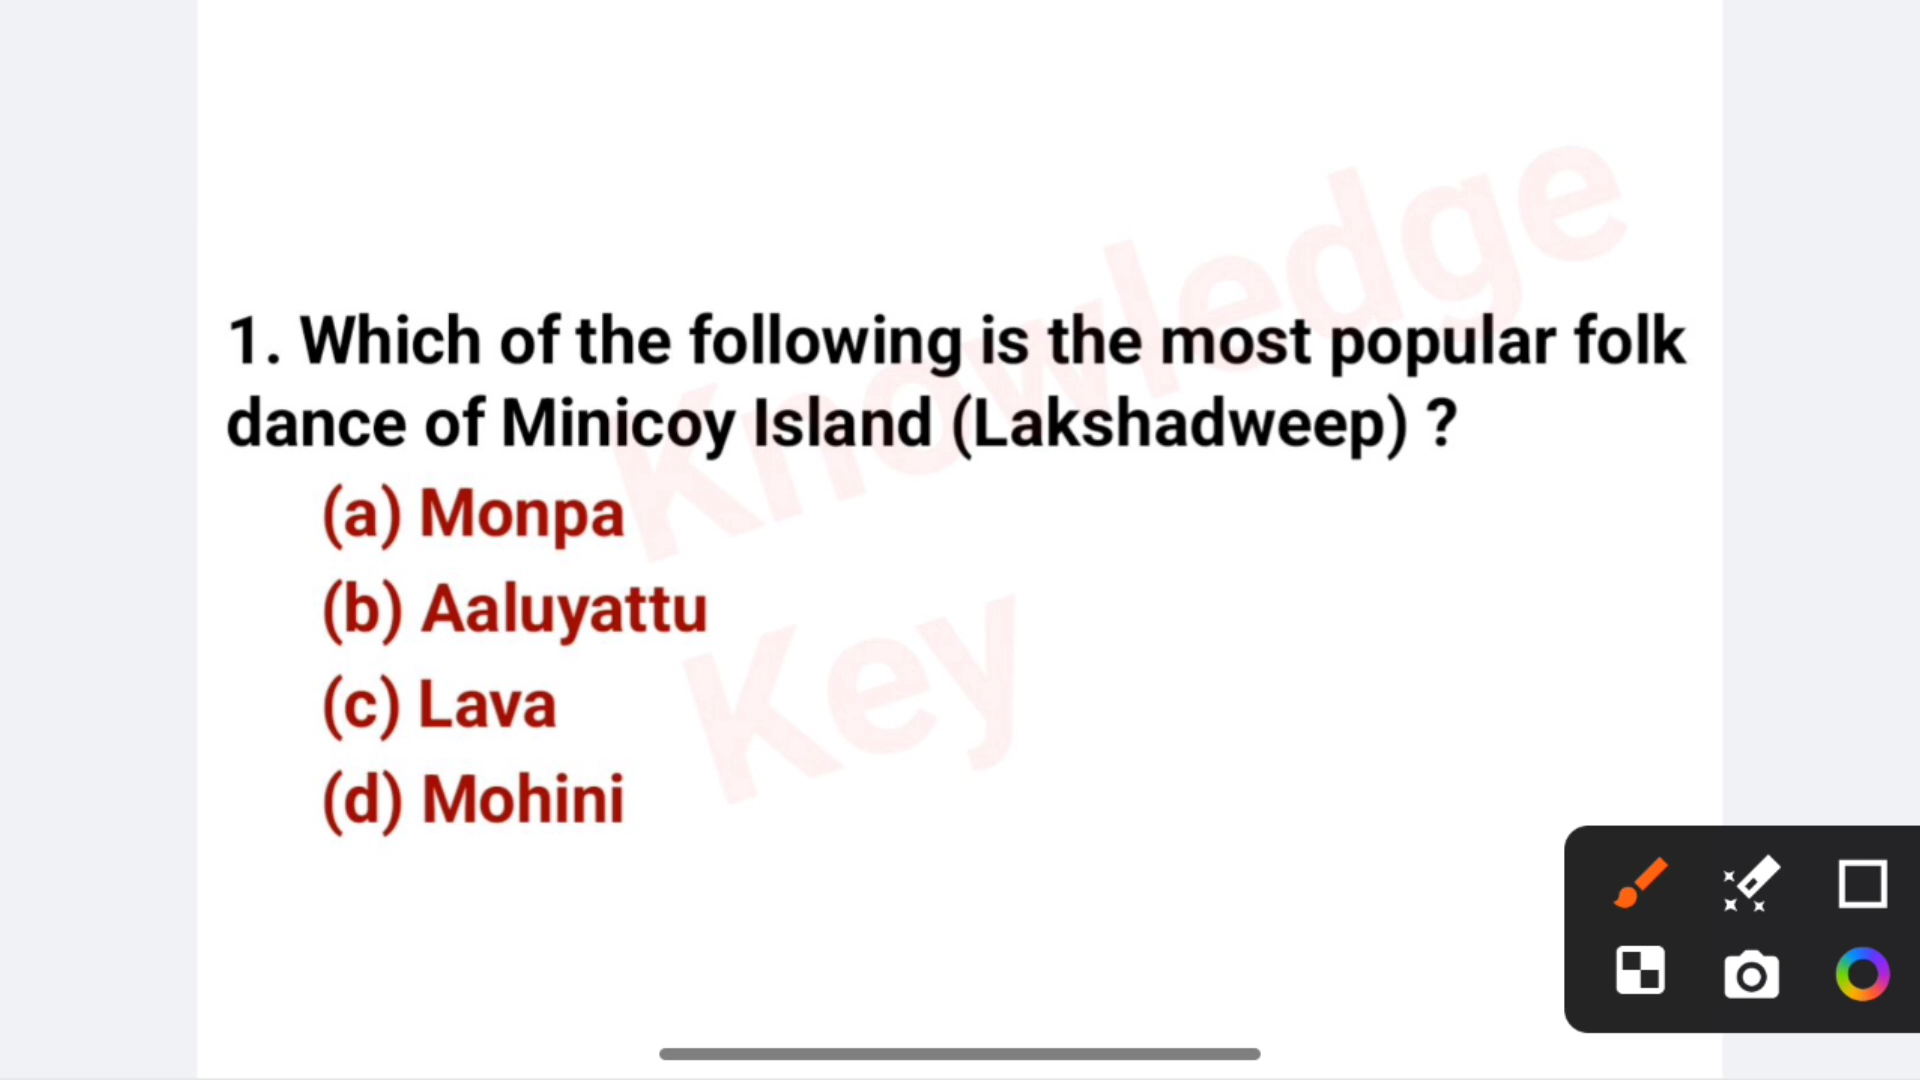 1. Which of the following is the most popular folk
dance of Minicoy Island (Lakshadweep) ?
(a) Monpa
(b) Aaluyattu
(c) Lava
(d) Mohini
Knowledge
Key